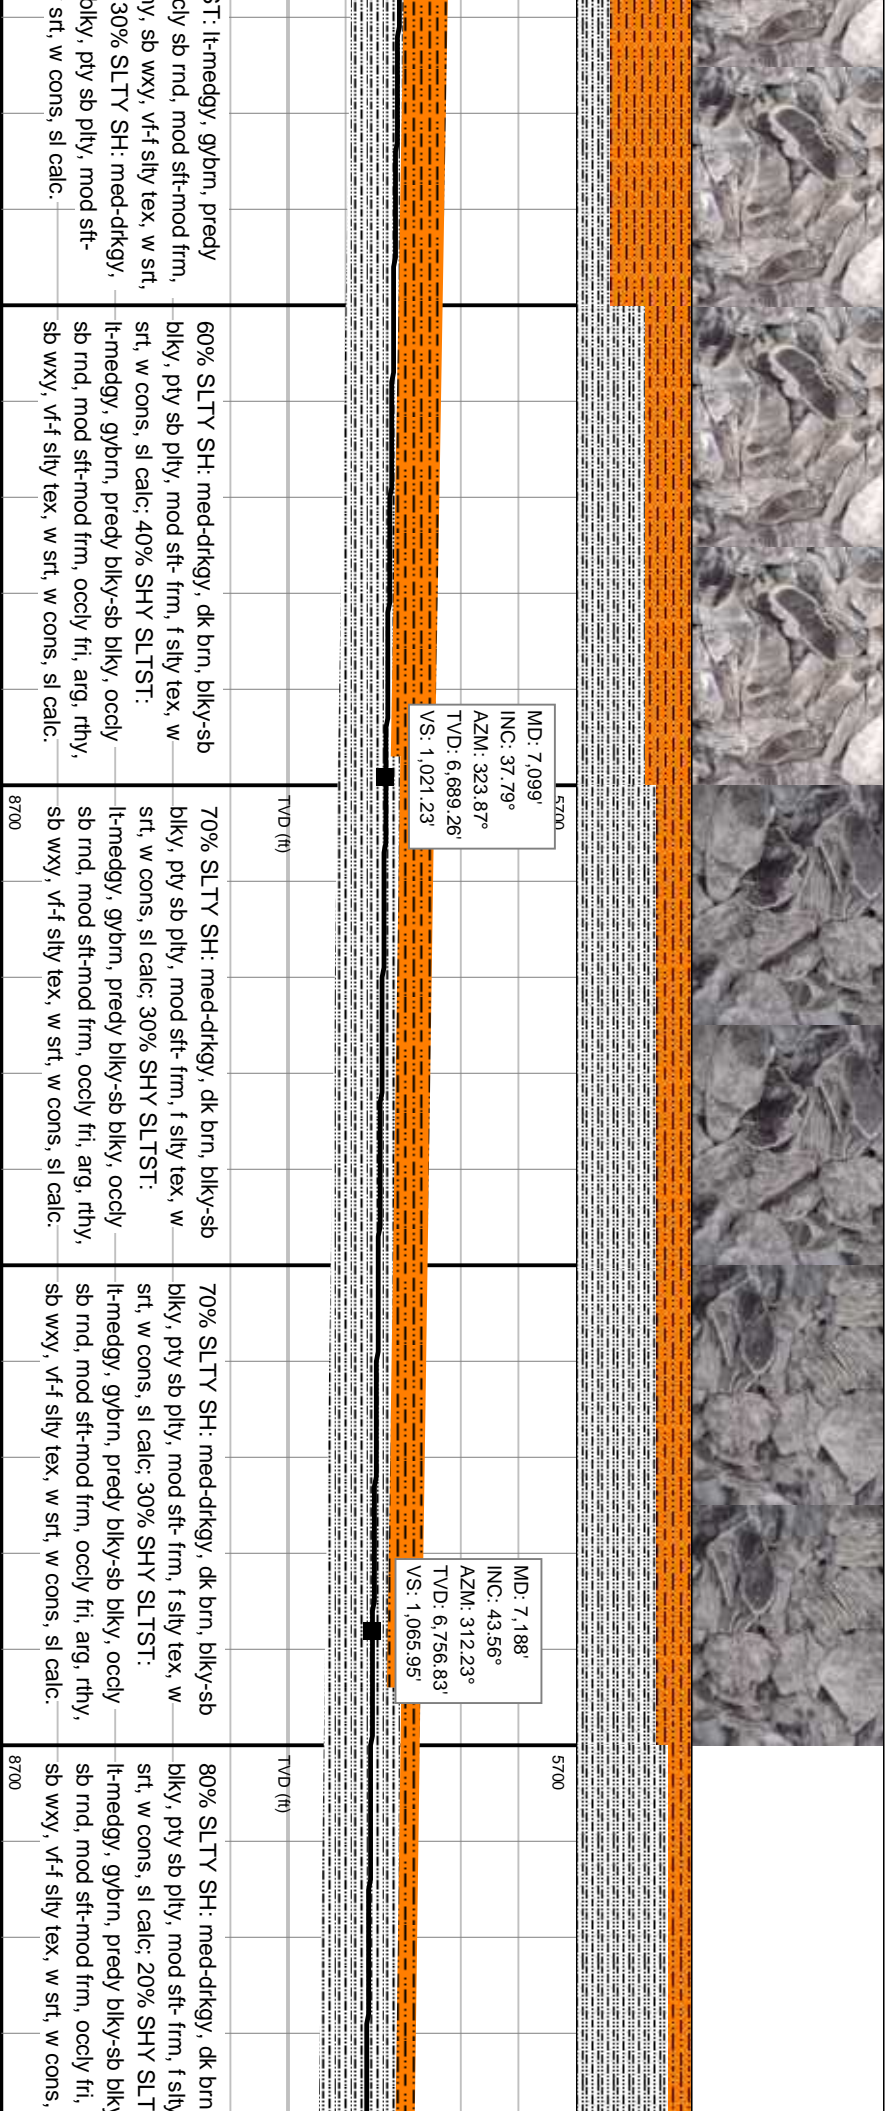 ST: lt-medgy, gybrn, predy
cly sb rnd, mod sft-mod frm,
hy, sb wxy, vf-f slty tex, w srt,
30% SLTY SH: med-drkgy,
blky, pty sb plty, mod sft-
srt, w cons, sl calc.
60% SLTY SH: med-drkgy, dk brn, blky-sb
blky, pty sb plty, mod sft- frm, f slty tex, w
srt, w cons, sl calc; 40% SHY SLTST:
lt-medgy, gybrn, predy blky-sb blky, occly
sb rnd, mod sft-mod frm, occly fri, arg, rthy,
sb wxy, vf-f slty tex, w srt, w cons, sl calc.
MD: 7,099'
INC: 37.79°
AZM: 323.87°
TVD: 6,689.26'
VS: 1,021.23'
5700
TVD (ft)
8700
70% SLTY SH: med-drkgy, dk brn, blky-sb
blky, pty sb plty, mod sft- frm, f slty tex, w
srt, w cons, sl calc; 30% SHY SLTST:
lt-medgy, gybrn, predy blky-sb blky, occly
sb rnd, mod sft-mod frm, occly fri, arg, rthy,
sb wxy, vf-f slty tex, w srt, w cons, sl calc.
70% SLTY SH: med-drkgy, dk brn, blky-sb
blky, pty sb plty, mod sft- frm, f slty tex, w
srt, w cons, sl calc; 30% SHY SLTST:
lt-medgy, gybrn, predy blky-sb blky, occly
sb rnd, mod sft-mod frm, occly fri, arg, rthy,
sb wxy, vf-f slty tex, w srt, w cons, sl calc.
MD: 7,188'
INC: 43.56°
AZM: 312.23°
TVD: 6,756.83'
VS: 1,065.95'
5700
TVD (ft)
8700
80% SLTY SH: med-drkgy, dk brn
blky, pty sb plty, mod sft- frm, f slty
srt, w cons, sl calc; 20% SHY SLT
lt-medgy, gybrn, predy blky-sb blky
sb rnd, mod sft-mod frm, occly fri,
sb wxy, vf-f slty tex, w srt, w cons,